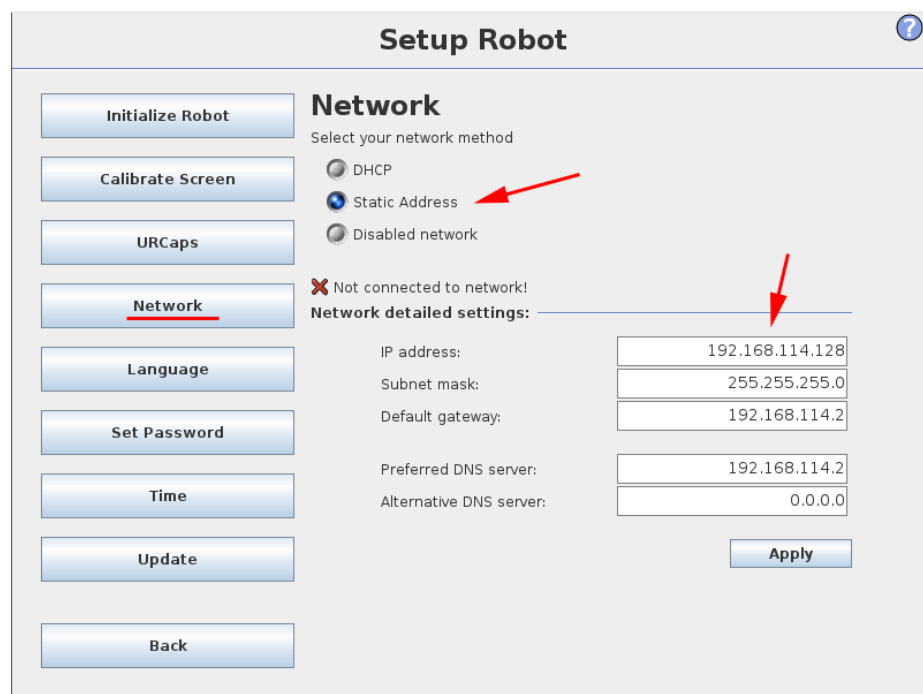 Setup Robot
?
Initialize Robot
Calibrate Screen
URCaps
Network
Language
Set Password
Time
Update
Back
Network
Select your network method
DHCP
Static Address
Disabled network
Not connected to network!
Network detailed settings:
IP address: 192.168.114.128
Subnet mask: 255.255.255.0
Default gateway: 192.168.114.2
Preferred DNS server: 192.168.114.2
Alternative DNS server: 0.0.0.0
Apply